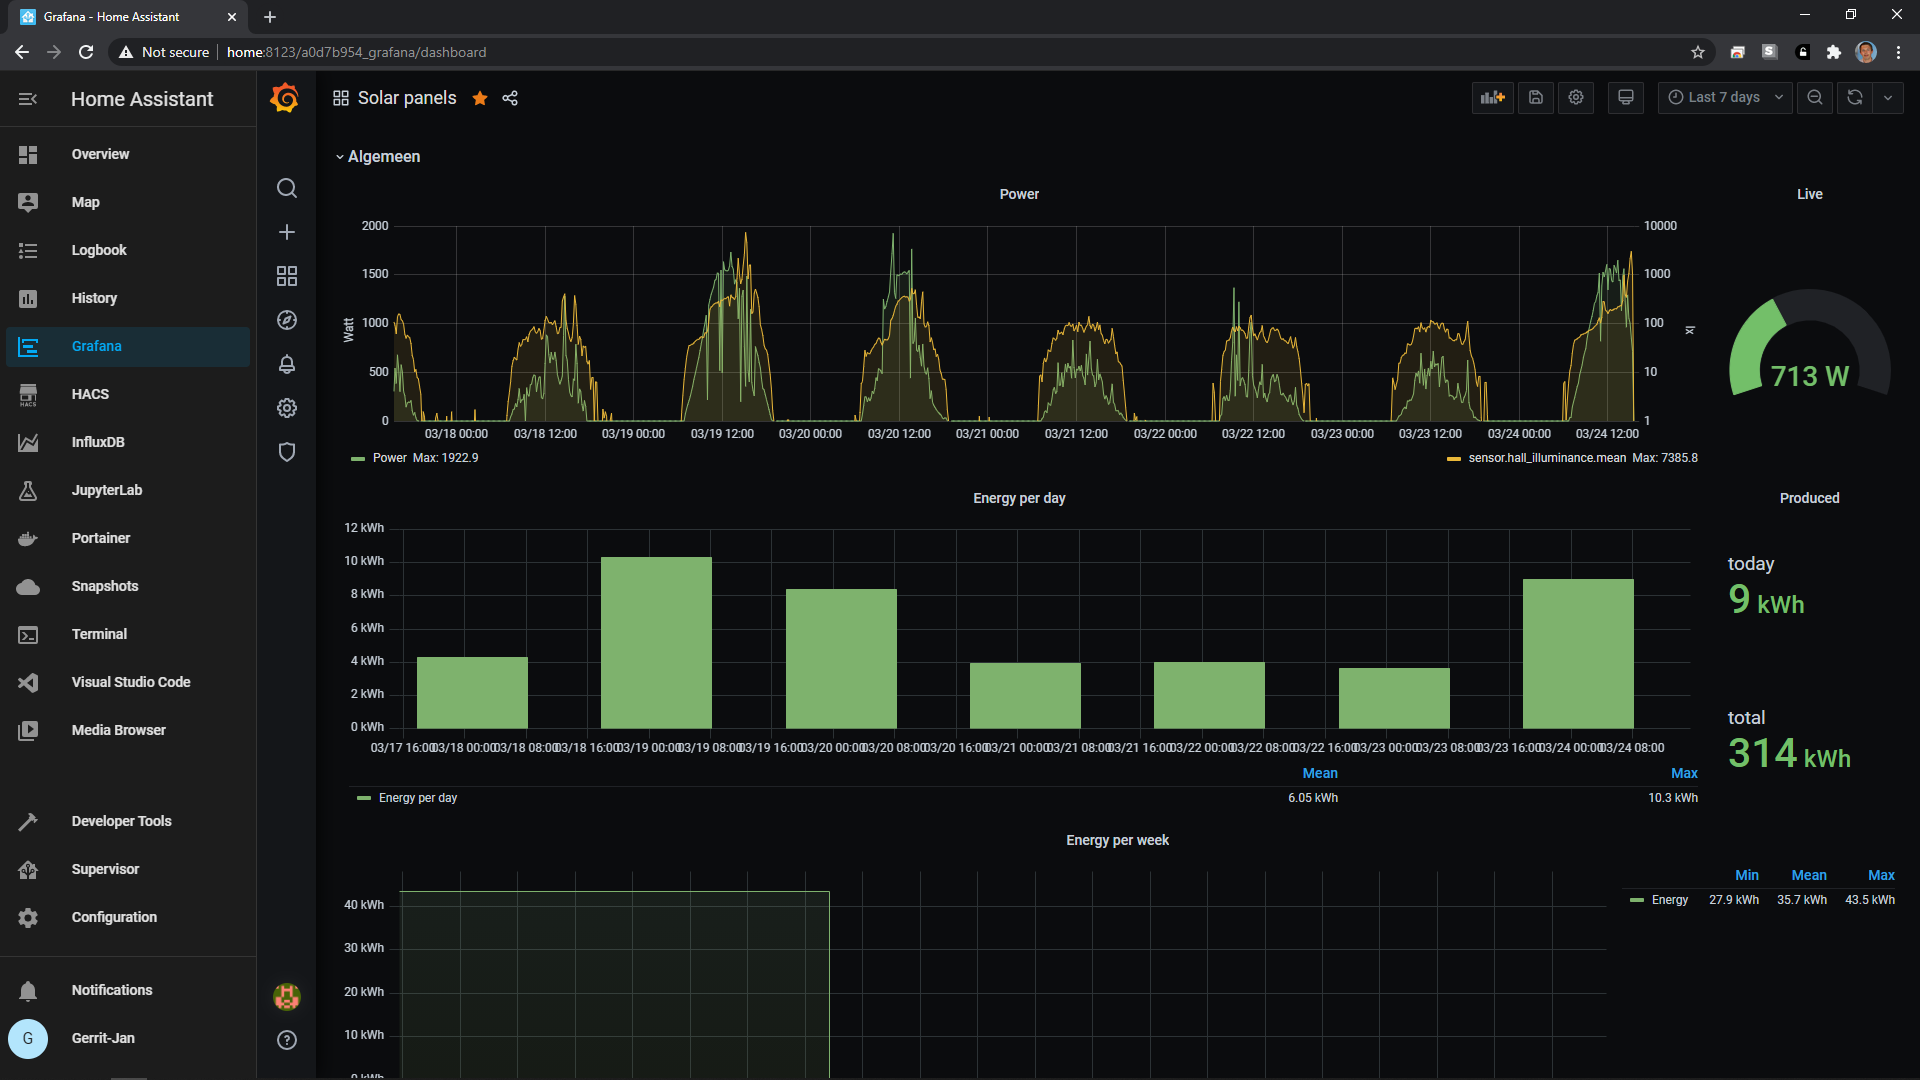 Grafana - Home Assistant
Not secure home:8123/a0d7b954_grafana/dashboard
Home Assistant
Overview
Map
Logbook
History
Grafana
HACS
HACS
InfluxDB
JupyterLab
Portainer
Snapshots
Terminal
Visual Studio Code
Media Browser
Developer Tools
Supervisor
Configuration
Notifications
G Gerrit-Jan
Solar panels
Last 7 days
Algemeen
Power
Watt
2000
1500
1000
500
0
10000
1000
100
10
1
lx
03/18 00:00 03/18 12:00 03/19 00:00 03/19 12:00 03/20 00:00 03/20 12:00 03/21 00:00 03/21 12:00 03/22 00:00 03/22 12:00 03/23 00:00 03/23 12:00 03/24 00:00 03/24 12:00
Power Max: 1922.9
sensor.hall_illuminance.mean Max: 7385.8
Live
713 W
Energy per day
12 kWh
10 kWh
8 kWh
6 kWh
4 kWh
2 kWh
0 kWh
03/17 16:00 03/18 00:00 03/18 08:00 03/18 16:00 03/19 00:00 03/19 08:00 03/19 16:00 03/20 00:00 03/20 08:00 03/20 16:00 03/21 00:00 03/21 08:00 03/21 16:00 03/22 00:00 03/22 08:00 03/22 16:00 03/23 00:00 03/23 08:00 03/23 16:00 03/24 00:00 03/24 08:00
Mean Max
Energy per day 6.05 kWh 10.3 kWh
Produced
today
9 kWh
total
314 kWh
Energy per week
40 kWh
30 kWh
20 kWh
10 kWh
0 kWh
Min Mean Max
Energy 27.9 kWh 35.7 kWh 43.5 kWh